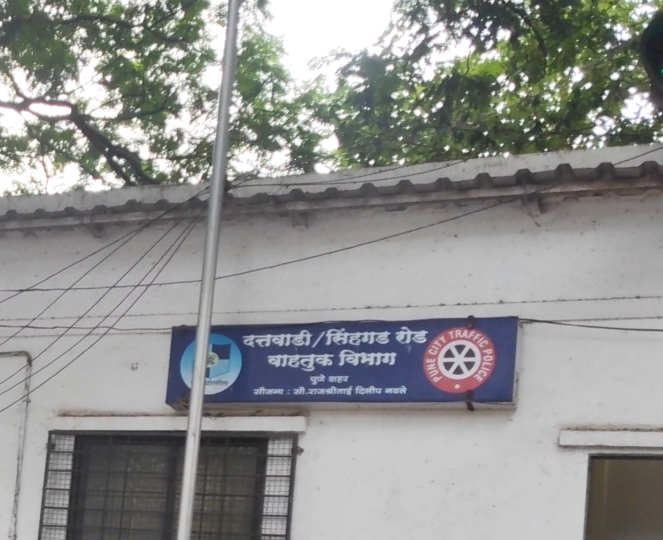 दत्तवाडी/सिंहगड रोड
वाहतुक विभाग
पुणे शहर
सौजन्य : सौ.राजश्रीताई दिलीप नवले
PUNE CITY TRAFFIC POLICE